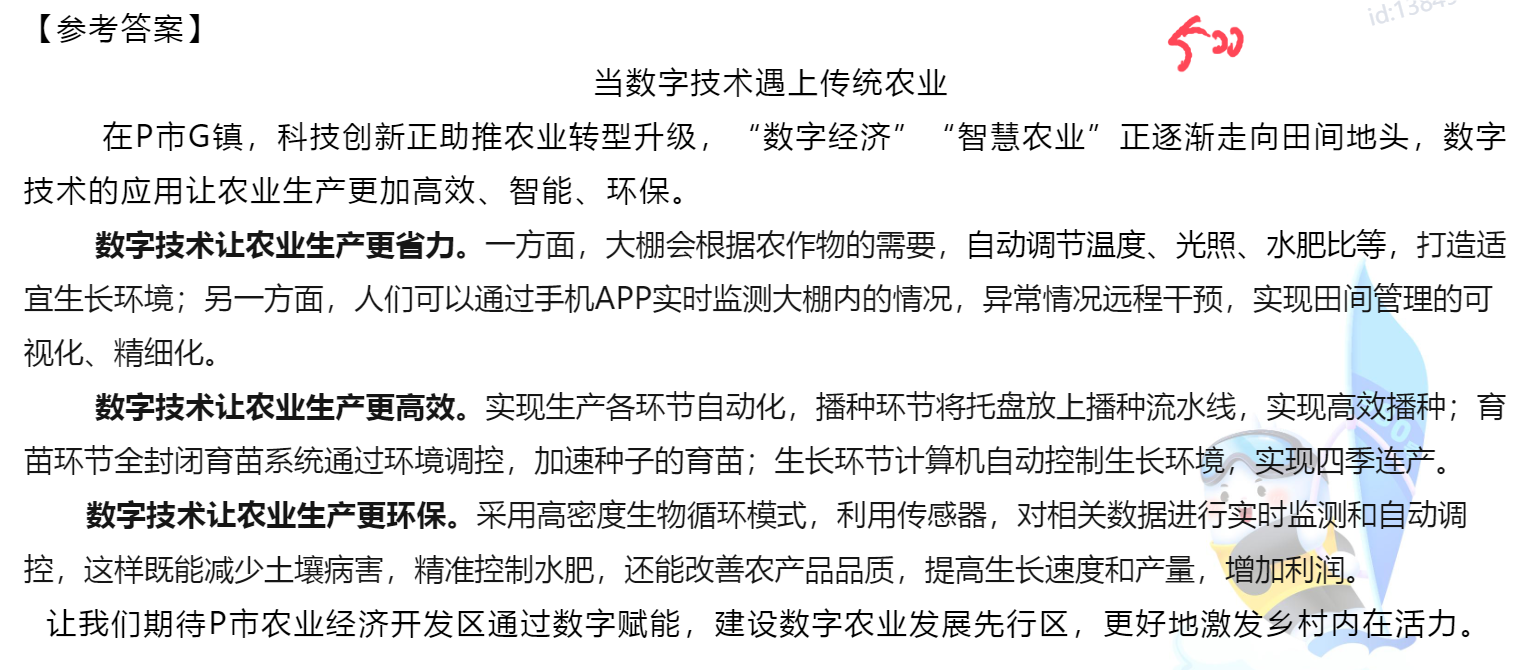 【参考答案】
500
id:13849
当数字技术遇上传统农业
在P市G镇，科技创新正助推农业转型升级，“数字经济”“智慧农业”正逐渐走向田间地头，数字
技术的应用让农业生产更加高效、智能、环保。
数字技术让农业生产更省力。一方面，大棚会根据农作物的需要，自动调节温度、光照、水肥比等，打造适
宜生长环境；另一方面，人们可以通过手机APP实时监测大棚内的情况，异常情况远程干预，实现田间管理的可
视化、精细化。
数字技术让农业生产更高效。实现生产各环节自动化，播种环节将托盘放上播种流水线，实现高效播种；育
苗环节全封闭育苗系统通过环境调控，加速种子的育苗；生长环节计算机自动控制生长环境，实现四季连产。
数字技术让农业生产更环保。采用高密度生物循环模式，利用传感器，对相关数据进行实时监测和自动调
控，这样既能减少土壤病害，精准控制水肥，还能改善农产品品质，提高生长速度和产量，增加利润。
让我们期待P市农业经济开发区通过数字赋能，建设数字农业发展先行区，更好地激发乡村内在活力。